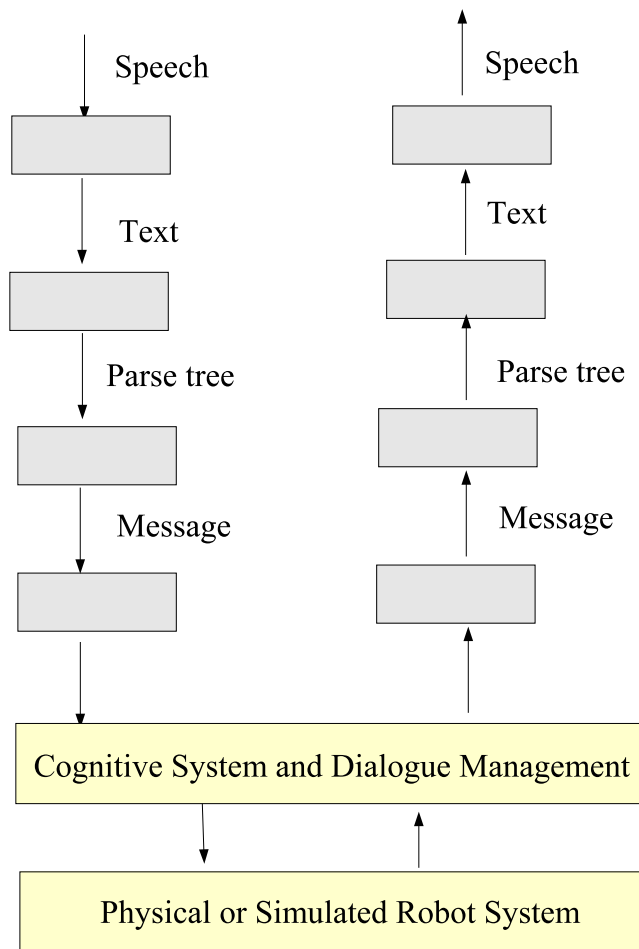 Speech
Speech
Text
Text
Parse tree
Parse tree
Message
Message
Cognitive System and Dialogue Management
Physical or Simulated Robot System